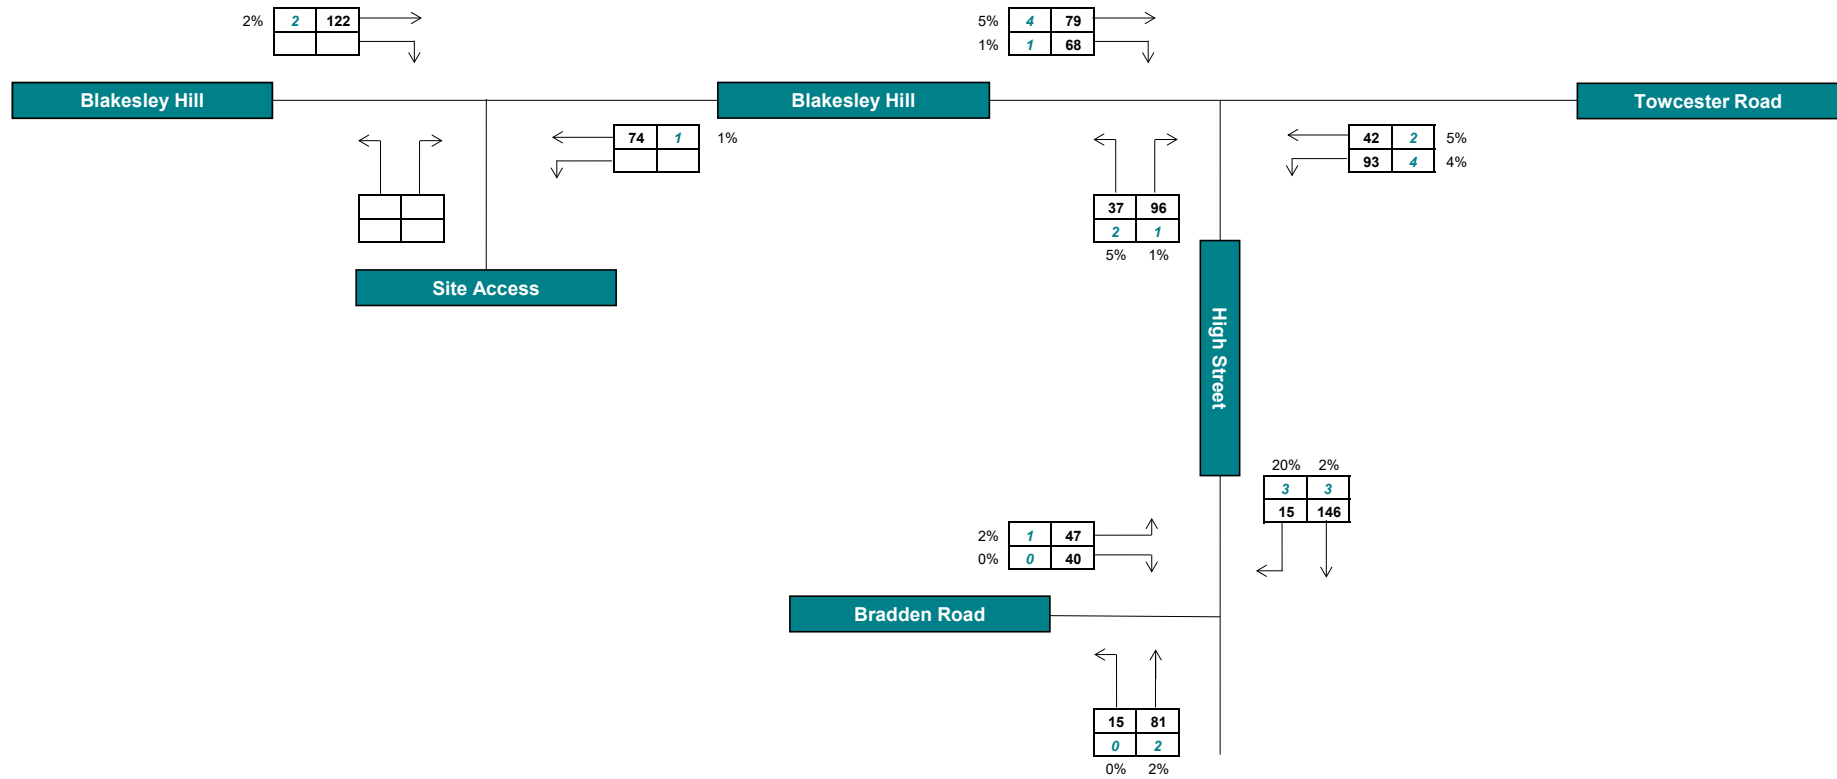 2% 2 122
5% 4 79
1% 1 68
Blakesley Hill
Blakesley Hill
Towcester Road
74 1 1%
42 2 5%
93 4 4%
37 96
2 1
5% 1%
Site Access
High Street
20% 2%
3 3
15 146
2% 1 47
0% 0 40
Bradden Road
15 81
0 2
0% 2%